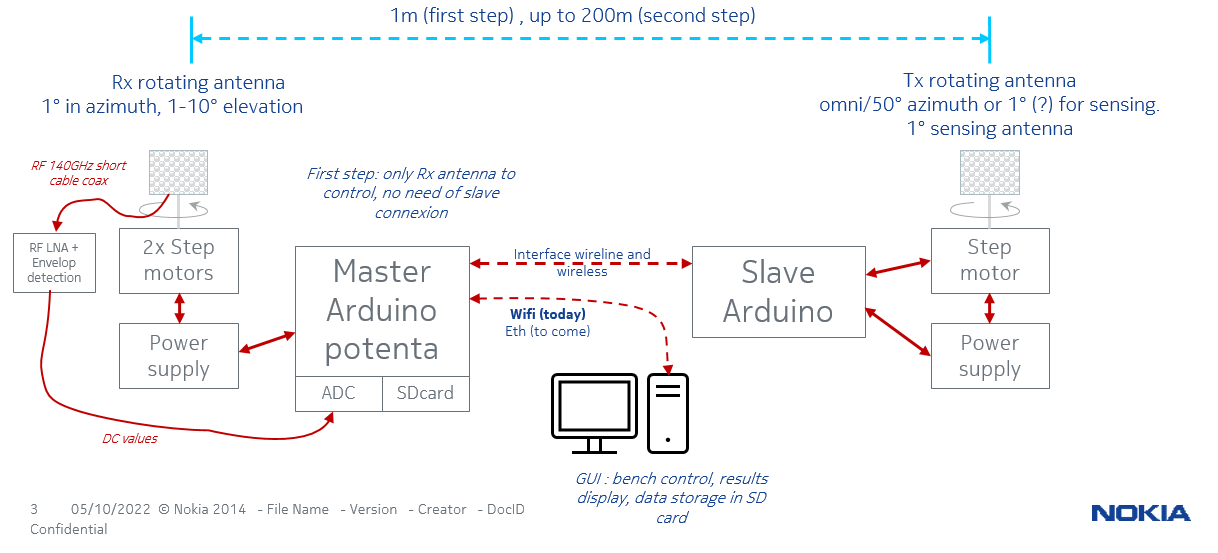 1m (first step) , up to 200m (second step)
Rx rotating antenna
1° in azimuth, 1-10° elevation
Tx rotating antenna
omni/50° azimuth or 1° (?) for sensing.
1° sensing antenna
RF 140GHz short
cable coax
First step: only Rx antenna to
control, no need of slave
connexion
RF LNA +
Envelop
detection
2x Step
motors
Power
supply
Master
Arduino
potenta
ADC
SDcard
DC values
Interface wireline and
wireless
Wifi (today)
Eth (to come)
Slave
Arduino
Step
motor
Power
supply
GUI : bench control, results
display, data storage in SD
card
3 05/10/2022 © Nokia 2014 - File Name - Version - Creator - DocID
Confidential
NOKIA